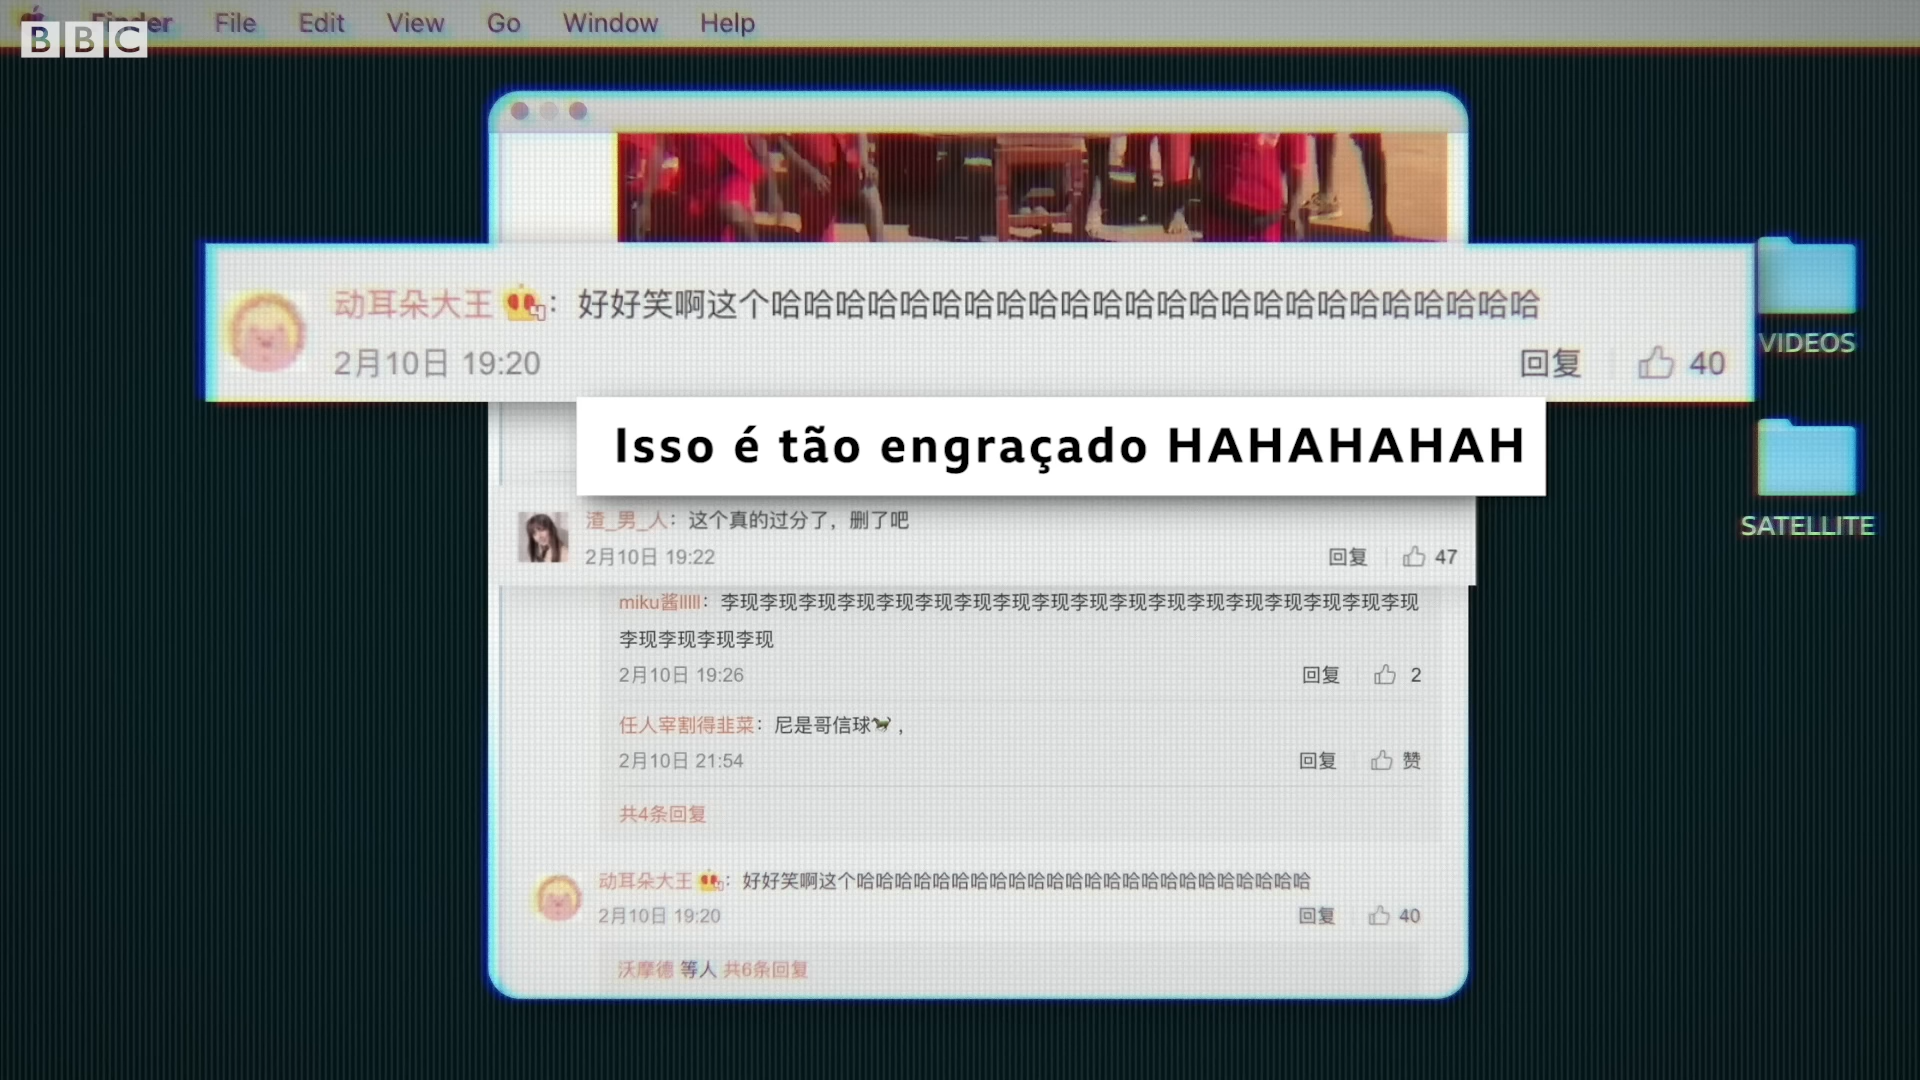 Finder File Edit View Go Window Help
BBC
动耳朵大王: 好好笑啊这个哈哈哈哈哈哈哈哈哈哈哈哈哈哈哈哈哈哈哈哈哈哈哈哈
2月10日 19:20 回复 40
VIDEOS
Isso é tão engraçado HAHAHAHAH
SATELLITE
渣_男_人: 这个真的过分了，删了吧
2月10日 19:22 回复 47
miku酱lllll: 李现李现李现李现李现李现李现李现李现李现李现李现李现李现李现李现李现李现
李现李现李现李现
2月10日 19:26 回复 2
任人宰割得韭菜: 尼是哥信球🐎，
2月10日 21:54 回复 赞
共4条回复
动耳朵大王: 好好笑啊这个哈哈哈哈哈哈哈哈哈哈哈哈哈哈哈哈哈哈哈哈哈哈哈哈
2月10日 19:20 回复 40
沃摩德 等人 共6条回复